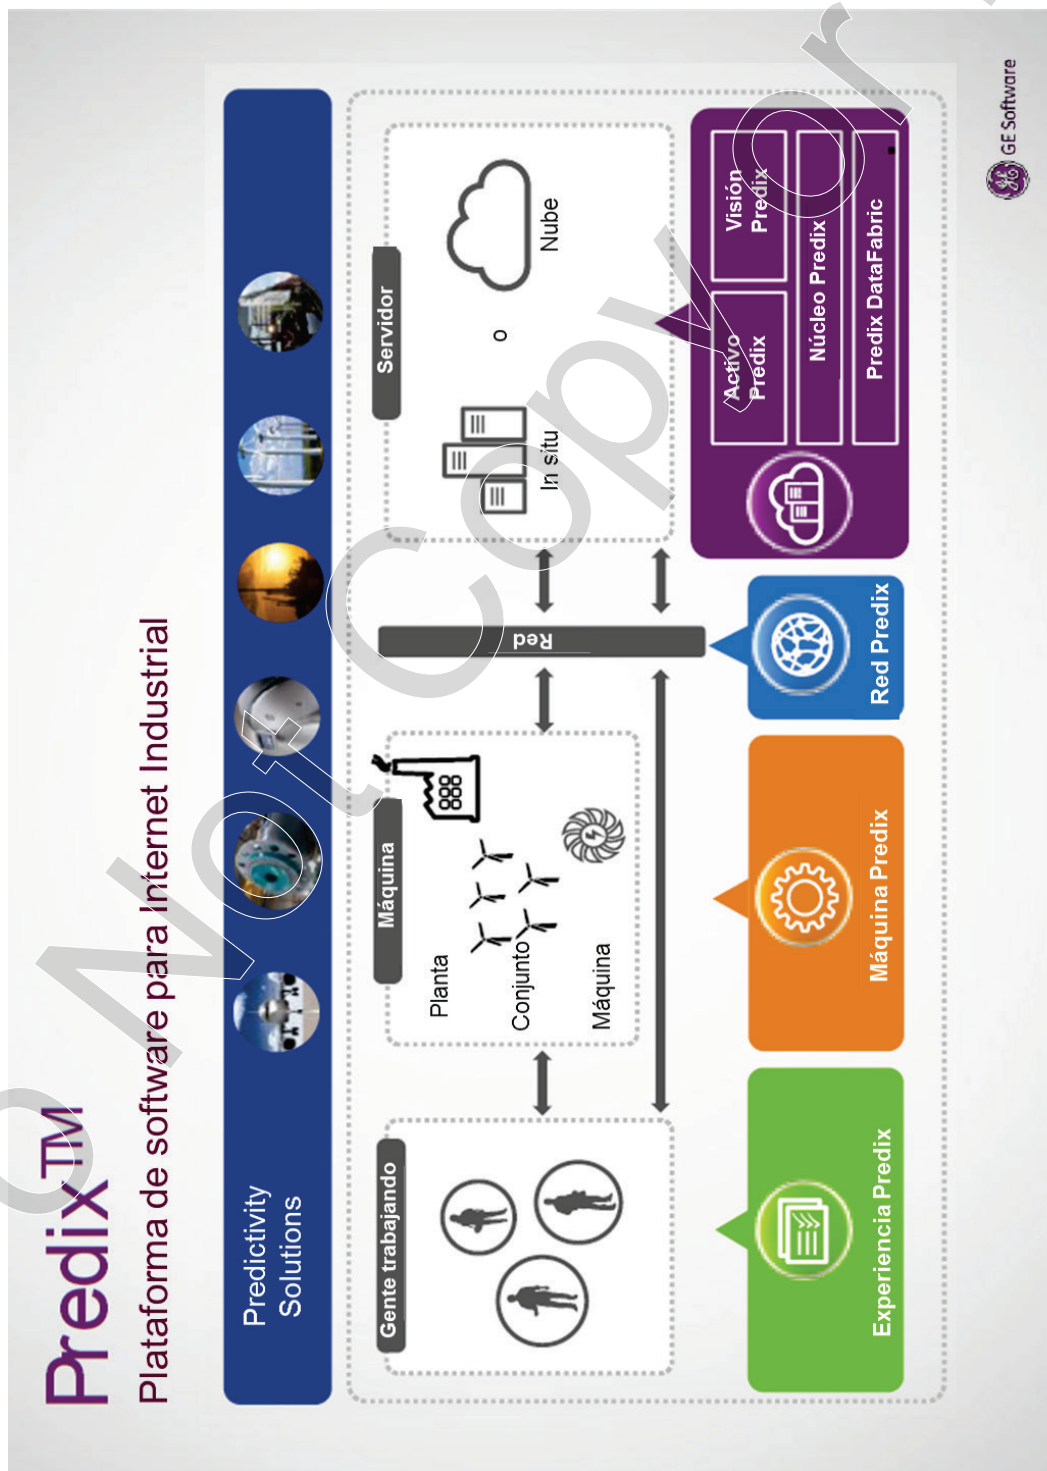 Predix™
Plataforma de software para Internet Industrial
Predictivity
Solutions
Gente trabajando
Máquina
Planta
Conjunto
Máquina
Red
Servidor
In situ
o
Nube
Experiencia Predix
Máquina Predix
Red Predix
Activo
Predix
Visión
Predix
Núcleo Predix
Predix DataFabric
GE Software
o Not Copy or